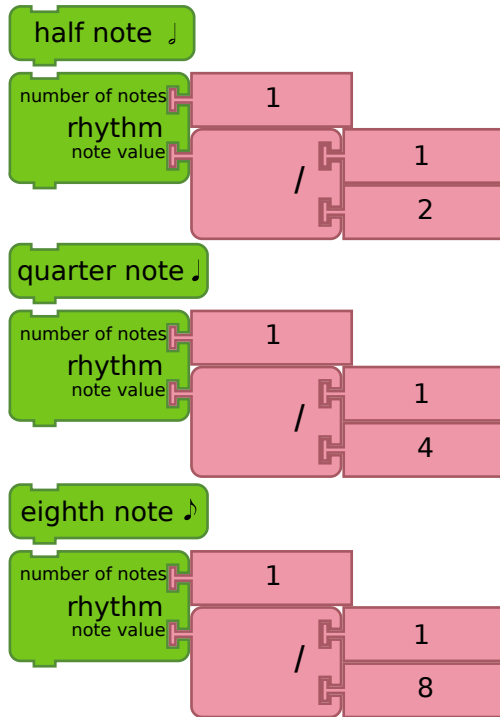 half note 𝅗𝅥
number of notes 1
rhythm
note value / 1
2
quarter note ♩
number of notes 1
rhythm
note value / 1
4
eighth note ♪
number of notes 1
rhythm
note value / 1
8